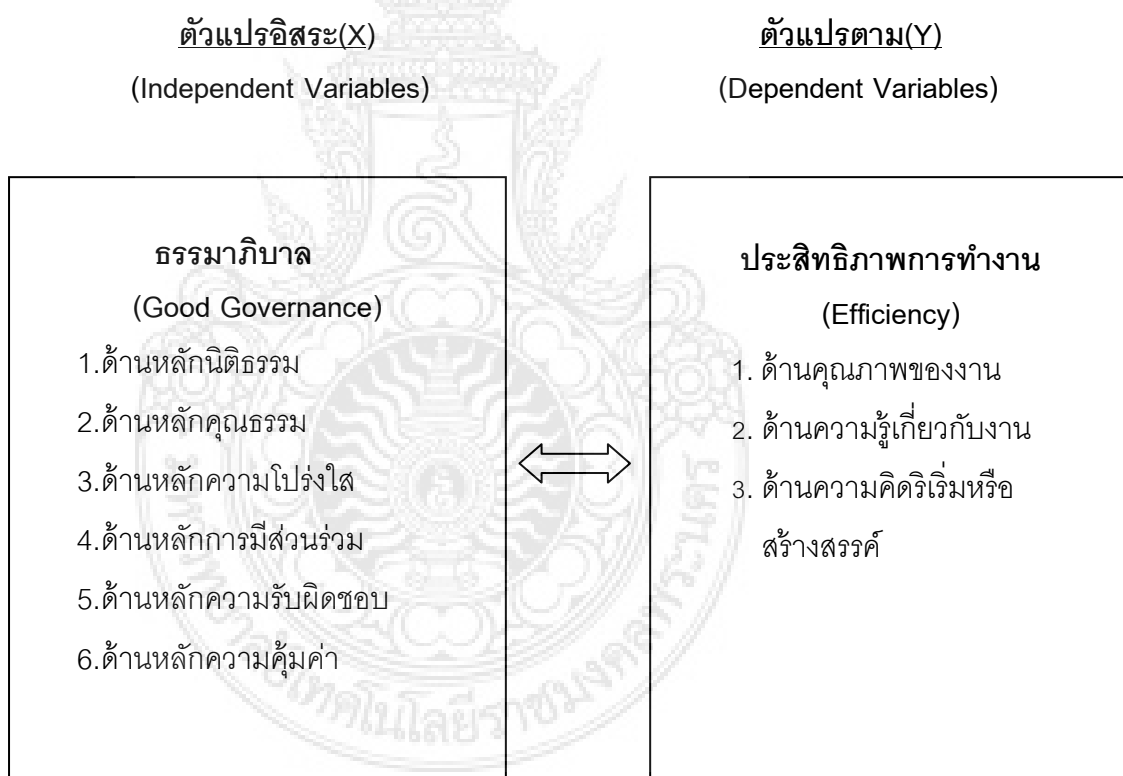 ตัวแปรอิสระ(X)
(Independent Variables)
ธรรมาภิบาล
(Good Governance)
1.ด้านหลักนิติธรรม
2.ด้านหลักคุณธรรม
3.ด้านหลักความโปร่งใส
4.ด้านหลักการมีส่วนร่วม
5.ด้านหลักความรับผิดชอบ
6.ด้านหลักความคุ้มค่า
ตัวแปรตาม(Y)
(Dependent Variables)
ประสิทธิภาพการทำงาน
(Efficiency)
1. ด้านคุณภาพของงาน
2. ด้านความรู้เกี่ยวกับงาน
3. ด้านความคิดริเริ่มหรือ
สร้างสรรค์